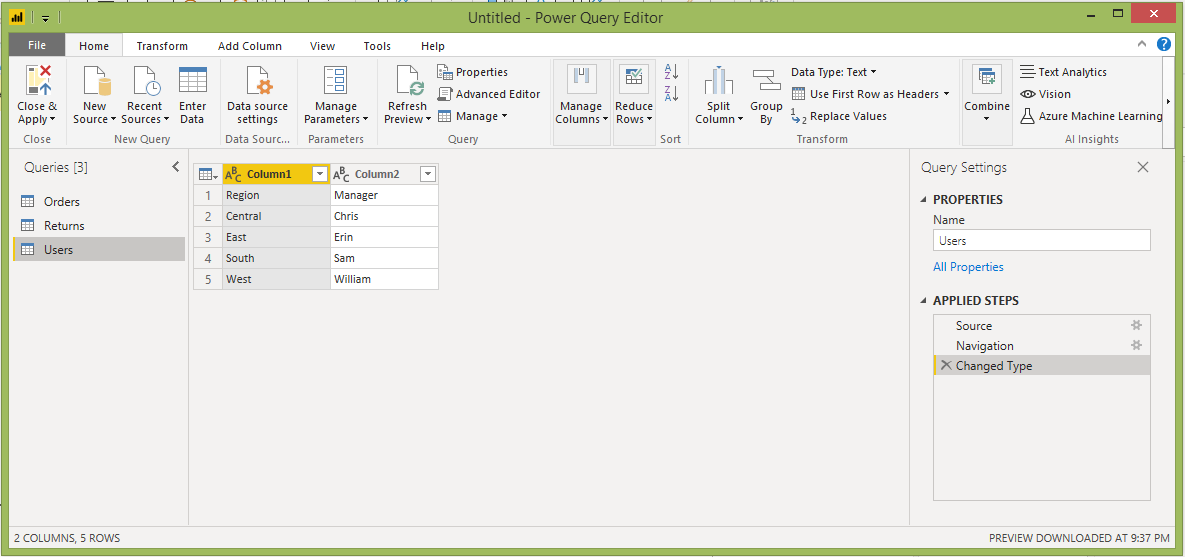 Untitled - Power Query Editor
File Home Transform Add Column View Tools Help
Close & Apply
New Source
Recent Sources
Enter Data
Data source settings
Manage Parameters
Refresh Preview
Properties
Advanced Editor
Manage
Manage Columns
Reduce Rows
Split Column
Group By
Data Type: Text
Use First Row as Headers
Replace Values
Combine
Text Analytics
Vision
Azure Machine Learning
Close New Query Data Sourc... Parameters Query Sort Transform AI Insights
Queries [3]
Orders
Returns
Users
Column1 Column2
1 Region Manager
2 Central Chris
3 East Erin
4 South Sam
5 West William
Query Settings
PROPERTIES
Name
Users
All Properties
APPLIED STEPS
Source
Navigation
Changed Type
2 COLUMNS, 5 ROWS
PREVIEW DOWNLOADED AT 9:37 PM